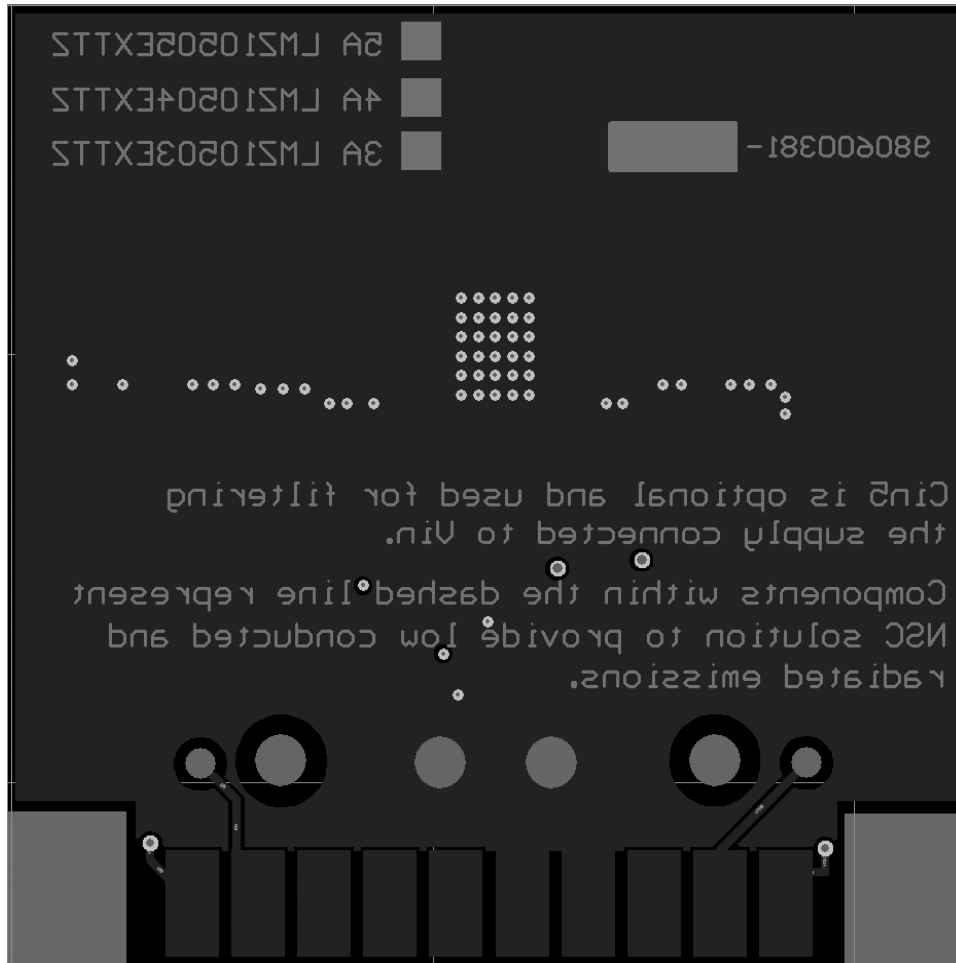 5A LMZ10505EXTTZ
4A LMZ10504EXTTZ
3A LMZ10503EXTTZ
980600381-
Cin5 is optional and used for filtering
the supply connected to Vin.
Components within the dashed line represent
NSC solution to provide low conducted and
radiated emissions.